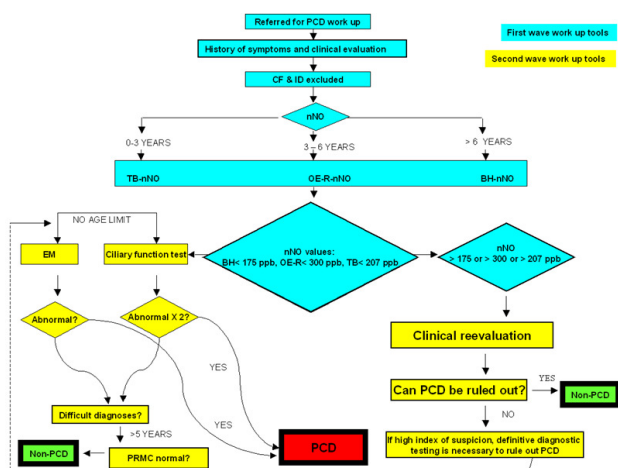 Referred for PCD work up
First wave work up tools
History of symptoms and clinical evaluation
Second wave work up tools
CF & ID excluded
nNO
0-3 YEARS
3 – 6 YEARS
> 6 YEARS
TB-nNO
OE-R-nNO
BH-nNO
NO AGE LIMIT
EM
Ciliary function test
nNO values:
BH< 175 ppb, OE-R< 300 ppb, TB< 207 ppb
nNO
> 175 or > 300 or > 207 ppb
Abnormal?
Abnormal X 2?
Clinical reevaluation
YES
Can PCD be ruled out?
YES
Non-PCD
Difficult diagnoses?
YES
NO
>5 YEARS
Non-PCD
PRMC normal?
PCD
If high index of suspicion, definitive diagnostic
testing is necessary to rule out PCD